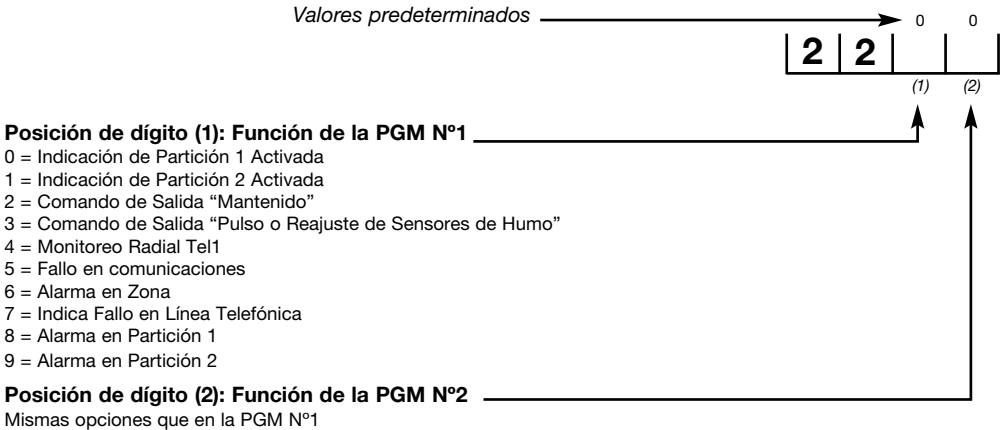 Valores predeterminados 0 0
2 2
(1) (2)
Posición de dígito (1): Función de la PGM Nº1
0 = Indicación de Partición 1 Activada
1 = Indicación de Partición 2 Activada
2 = Comando de Salida “Mantenido”
3 = Comando de Salida “Pulso o Reajuste de Sensores de Humo”
4 = Monitoreo Radial Tel1
5 = Fallo en comunicaciones
6 = Alarma en Zona
7 = Indica Fallo en Línea Telefónica
8 = Alarma en Partición 1
9 = Alarma en Partición 2
Posición de dígito (2): Función de la PGM Nº2
Mismas opciones que en la PGM Nº1